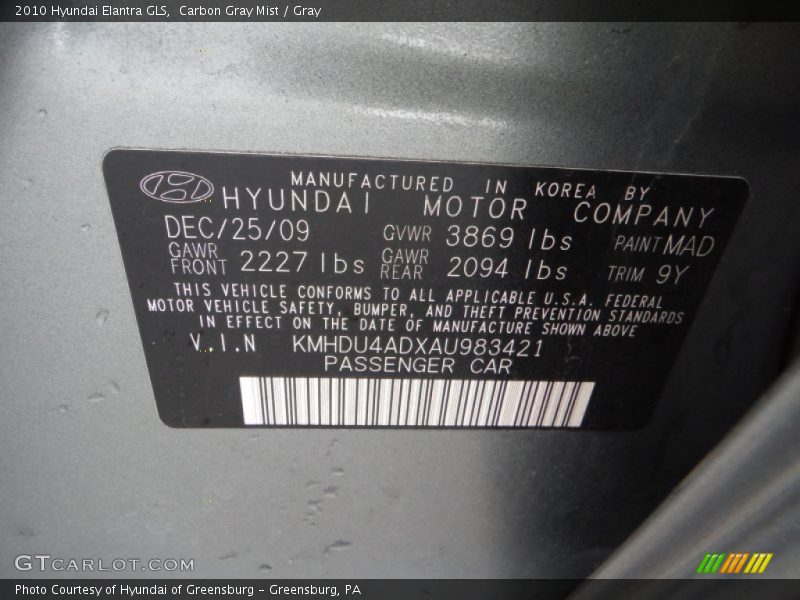 2010 Hyundai Elantra GLS, Carbon Gray Mist / Gray
MANUFACTURED IN KOREA BY
HYUNDAI MOTOR COMPANY
DEC/25/09 GVWR 3869 lbs PAINT MAD
GAWR FRONT 2227 lbs GAWR REAR 2094 lbs TRIM 9Y
THIS VEHICLE CONFORMS TO ALL APPLICABLE U.S.A. FEDERAL
MOTOR VEHICLE SAFETY, BUMPER, AND THEFT PREVENTION STANDARDS
IN EFFECT ON THE DATE OF MANUFACTURE SHOWN ABOVE
V.I.N KMHDU4ADXAU983421
PASSENGER CAR
GTCARLOT.COM
Photo Courtesy of Hyundai of Greensburg - Greensburg, PA